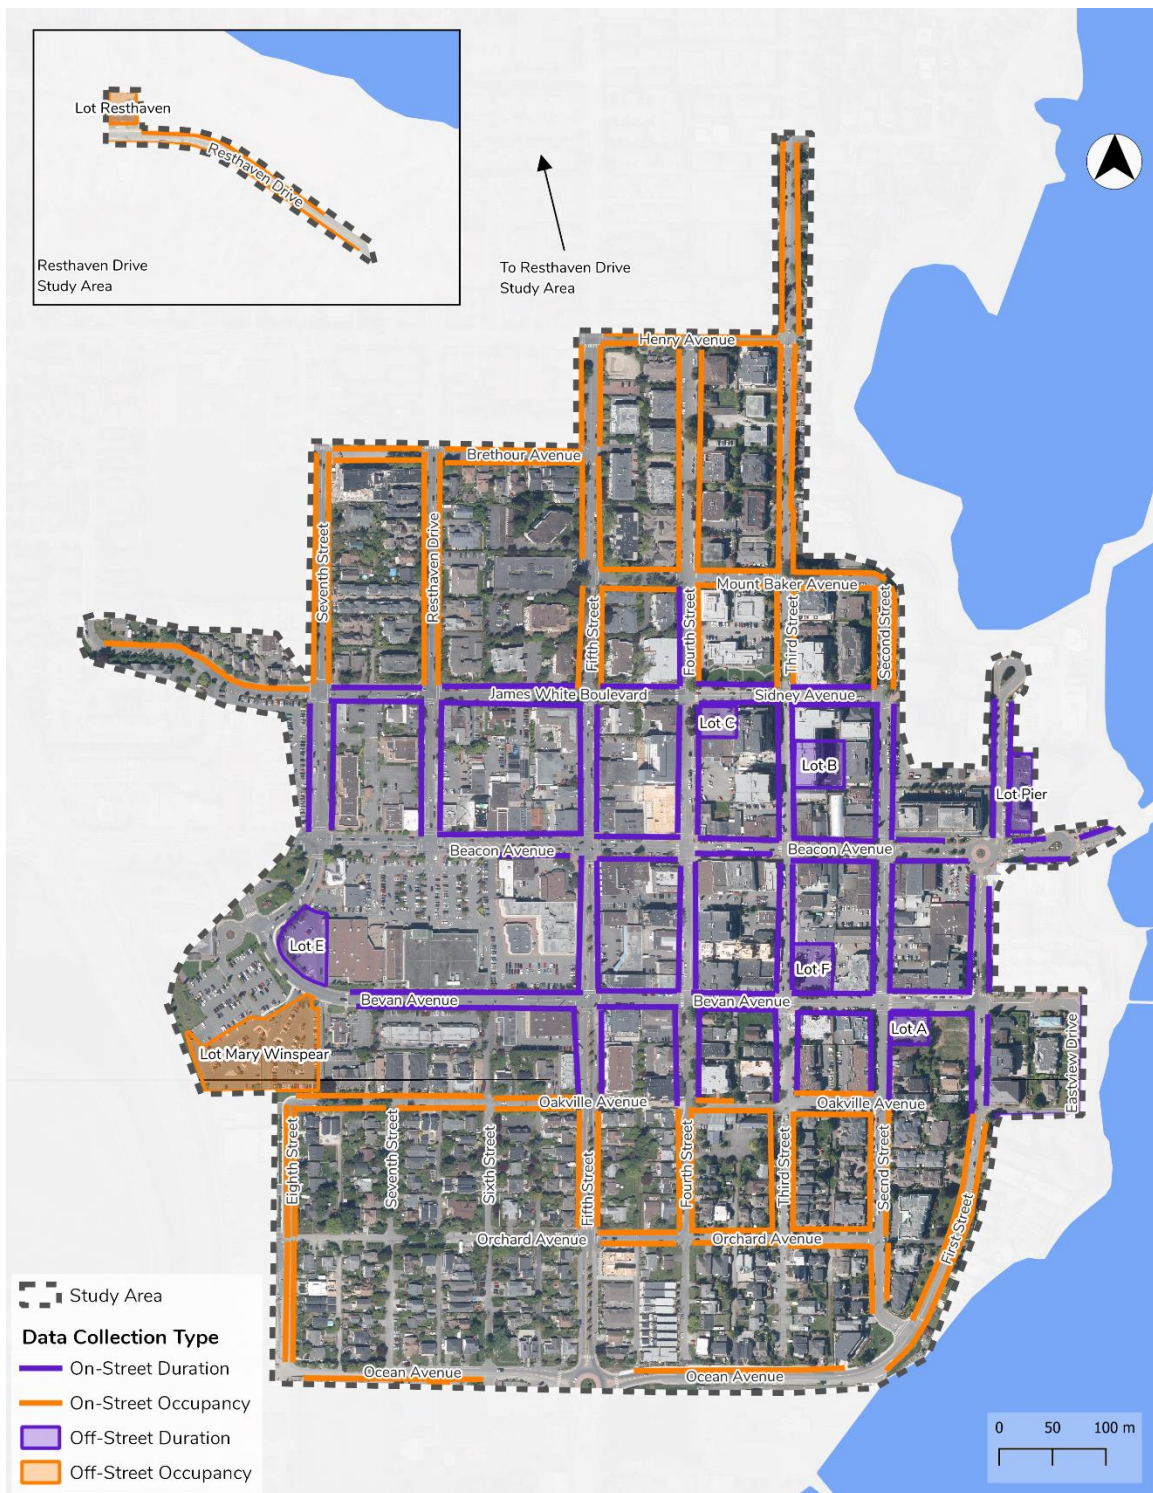 Lot Resthaven
Resthaven Drive
Resthaven Drive
Study Area
To Resthaven Drive
Study Area
Henry Avenue
Brethour Avenue
Seventh Street
Resthaven Drive
Mount Baker Avenue
Fifth Street
Fourth Street
Third Street
Second Street
James White Boulevard
Sidney Avenue
Lot C
Lot B
Lot Pier
Beacon Avenue
Beacon Avenue
Lot E
Lot F
Bevan Avenue
Bevan Avenue
Lot A
Eastview Drive
Lot Mary Winspear
Oakville Avenue
Oakville Avenue
Eighth Street
Seventh Street
Sixth Street
Fifth Street
Fourth Street
Third Street
Secnd Street
First Street
Orchard Avenue
Orchard Avenue
Ocean Avenue
Ocean Avenue
Study Area
Data Collection Type
On-Street Duration
On-Street Occupancy
Off-Street Duration
Off-Street Occupancy
0 50 100 m